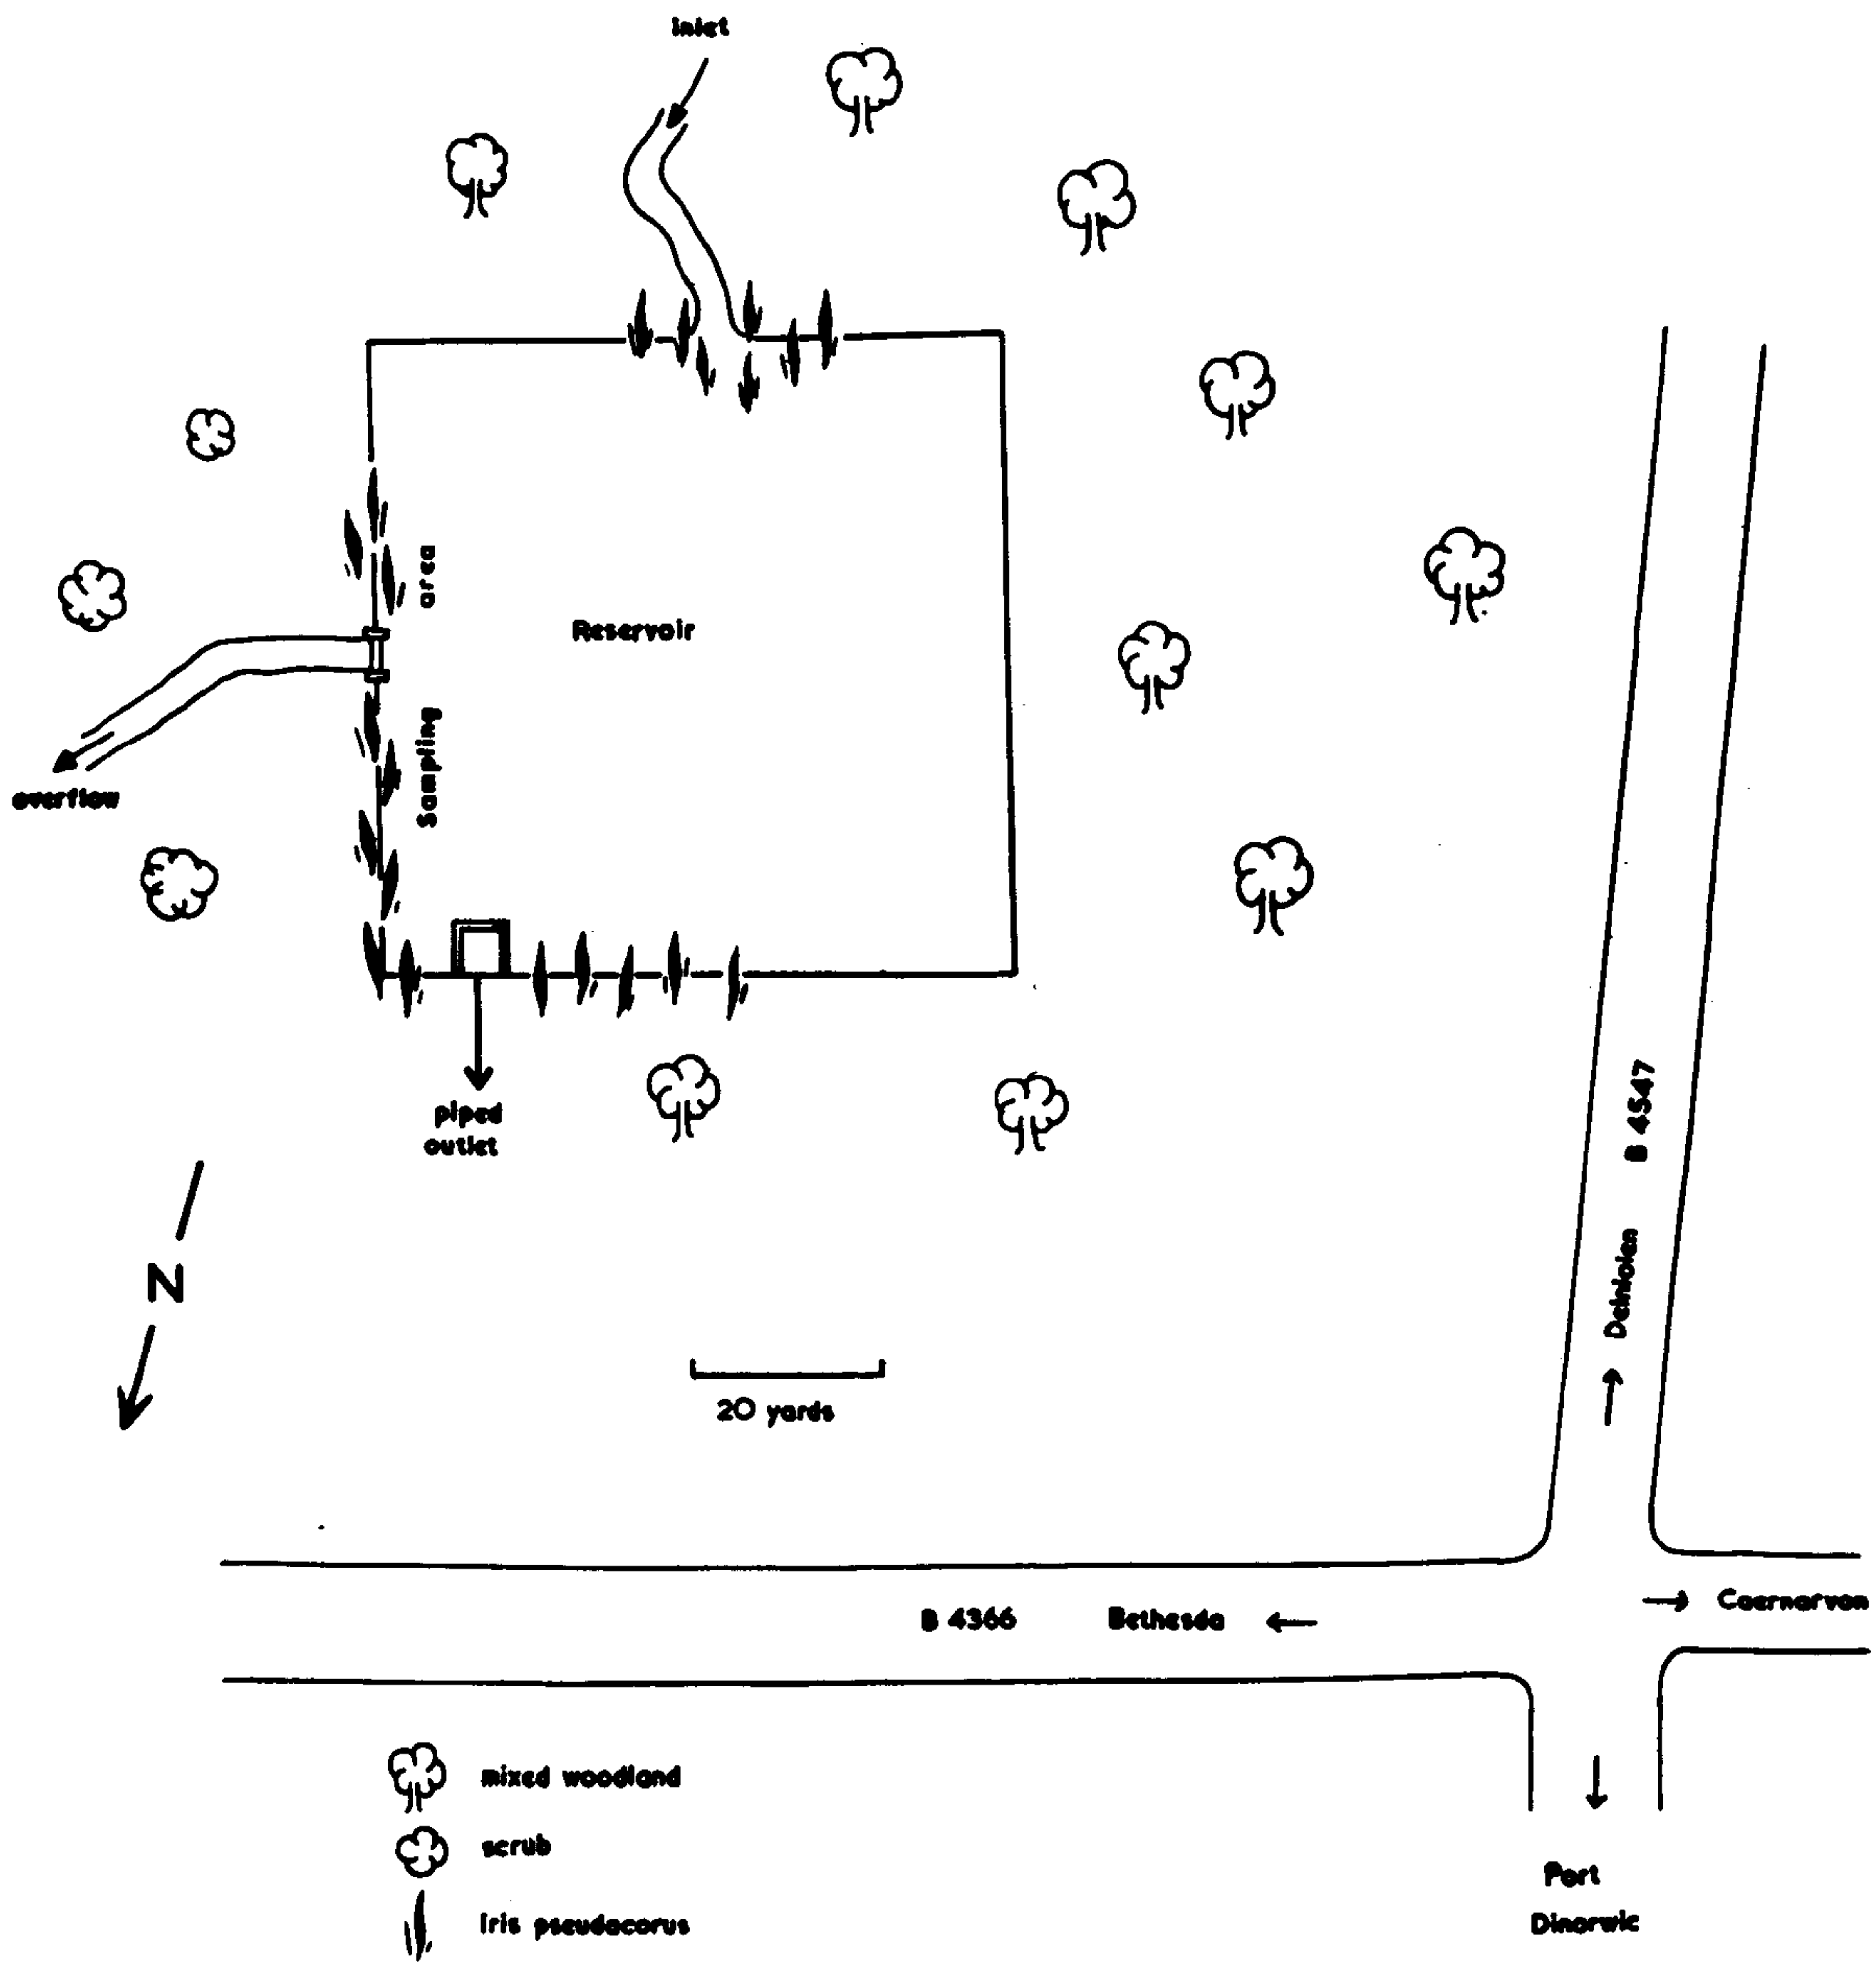 inlet
area
Reservoir
Sampling
overflow
piped
outlet
B 4547
N
Deiniolen
20 yards
Caernarvon
B 4366 Bethesda
mixed woodland
scrub
Port
Dinorwic
Iris pseudacorus